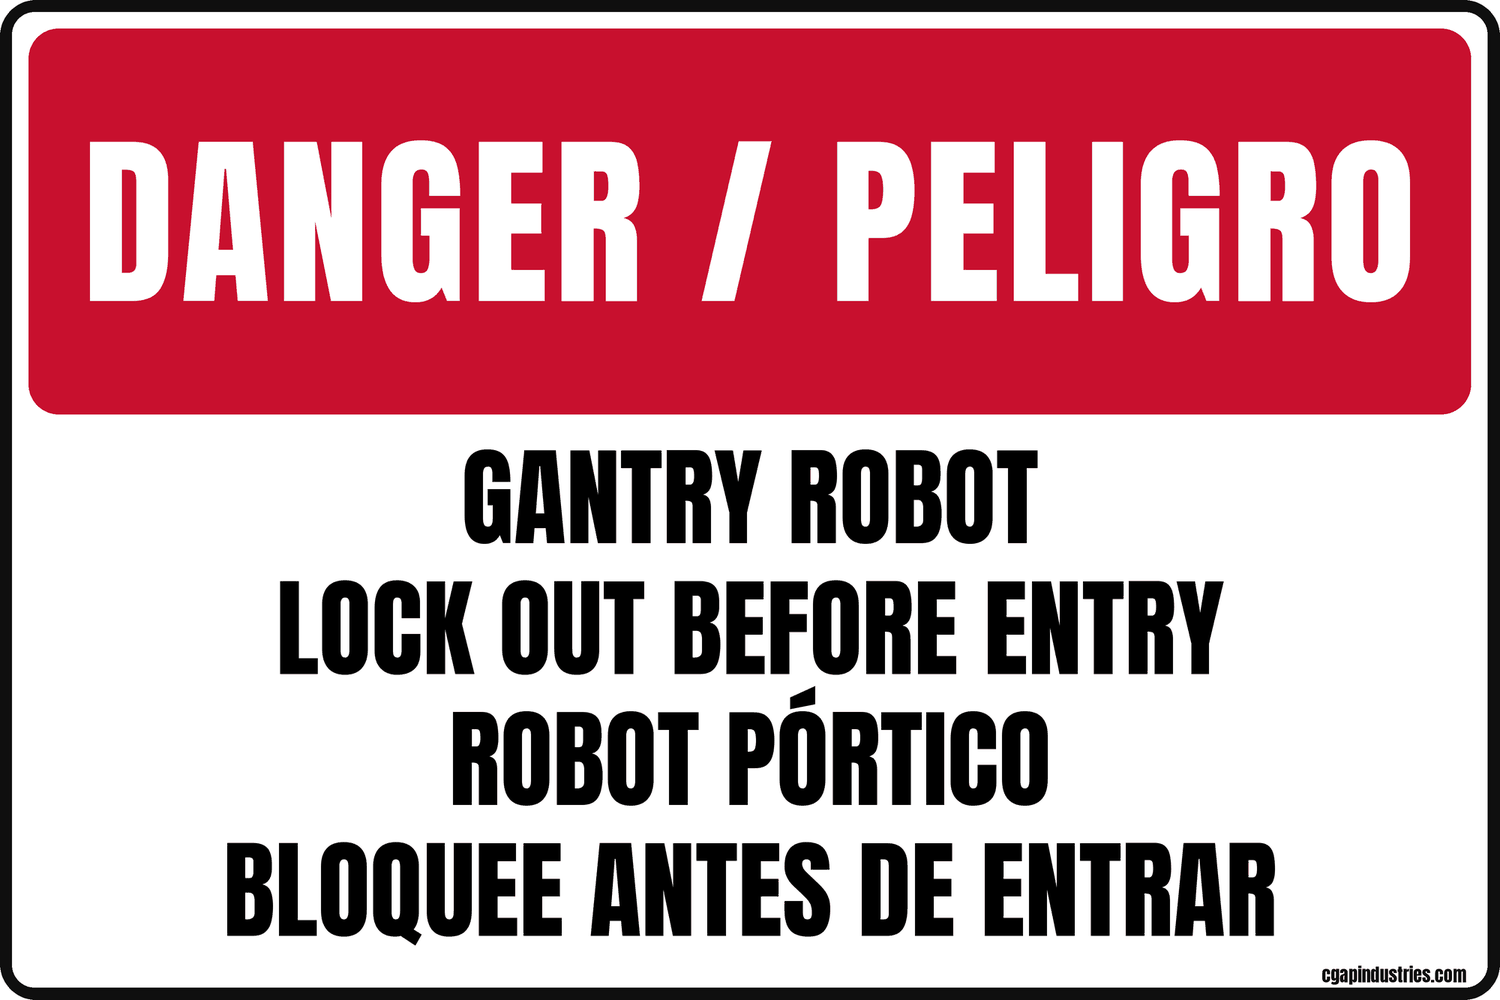 DANGER / PELIGRO
GANTRY ROBOT
LOCK OUT BEFORE ENTRY
ROBOT PÓRTICO
BLOQUEE ANTES DE ENTRAR
cgapindustries.com